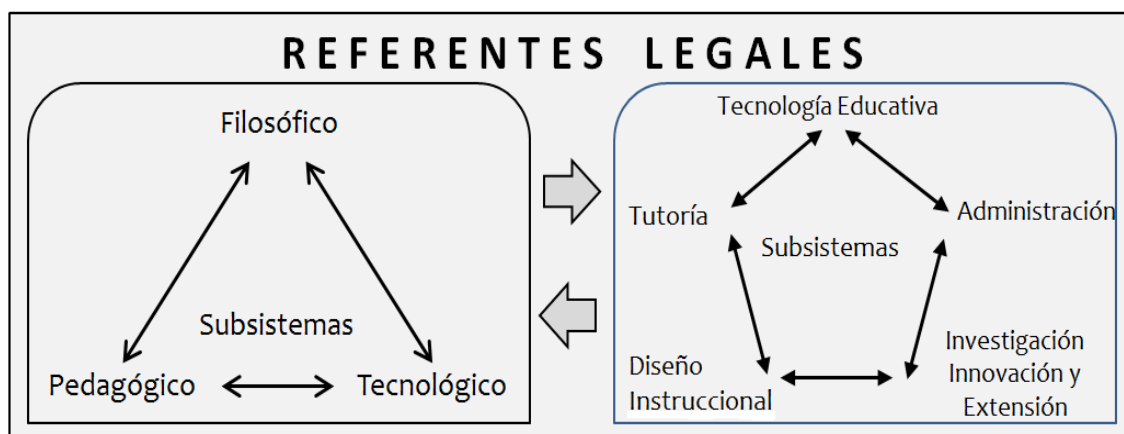 REFERENTES LEGALES
Filosófico
Subsistemas
Pedagógico
Tecnológico
Tecnología Educativa
Tutoría
Administración
Subsistemas
Diseño
Instruccional
Investigación
Innovación y
Extensión